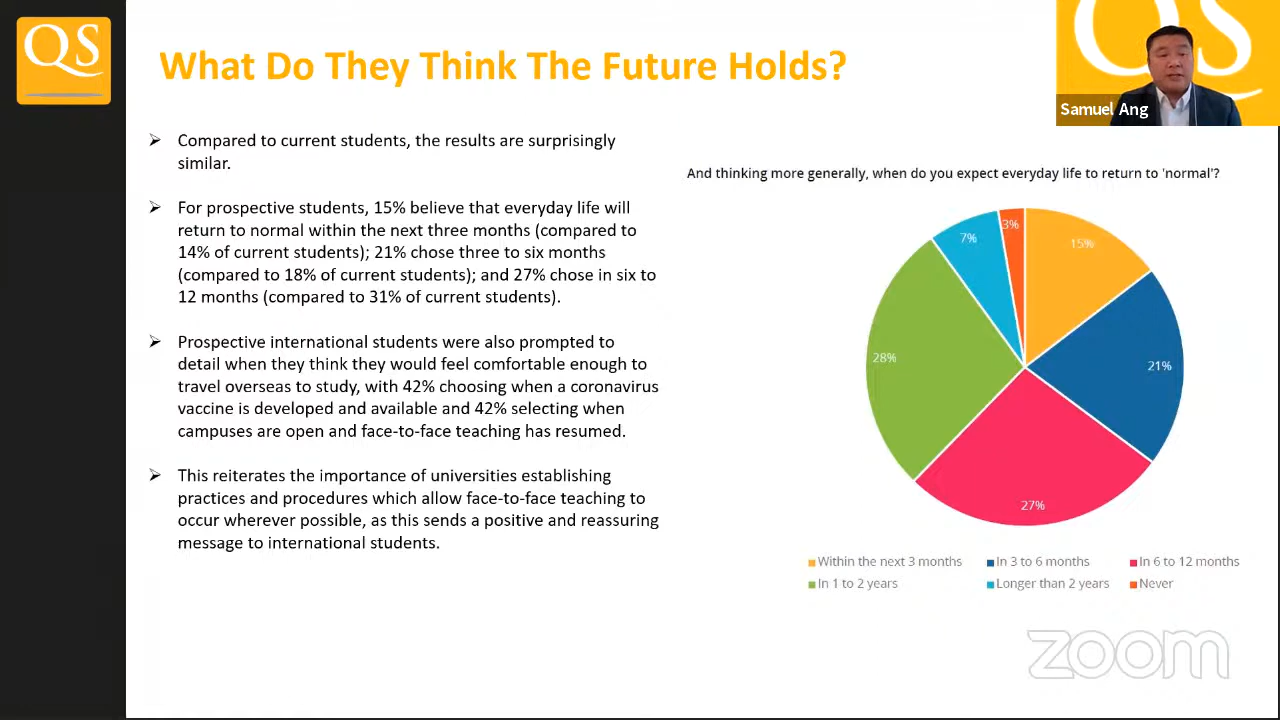 QS
What Do They Think The Future Holds?
QS
Samuel Ang
➢ Compared to current students, the results are surprisingly
similar.
➢ For prospective students, 15% believe that everyday life will
return to normal within the next three months (compared to
14% of current students); 21% chose three to six months
(compared to 18% of current students); and 27% chose in six to
12 months (compared to 31% of current students).
➢ Prospective international students were also prompted to
detail when they think they would feel comfortable enough to
travel overseas to study, with 42% choosing when a coronavirus
vaccine is developed and available and 42% selecting when
campuses are open and face-to-face teaching has resumed.
➢ This reiterates the importance of universities establishing
practices and procedures which allow face-to-face teaching to
occur wherever possible, as this sends a positive and reassuring
message to international students.
And thinking more generally, when do you expect everyday life to return to 'normal'?
3%
7%
15%
28%
21%
27%
Within the next 3 months In 3 to 6 months In 6 to 12 months
In 1 to 2 years Longer than 2 years Never
zoom